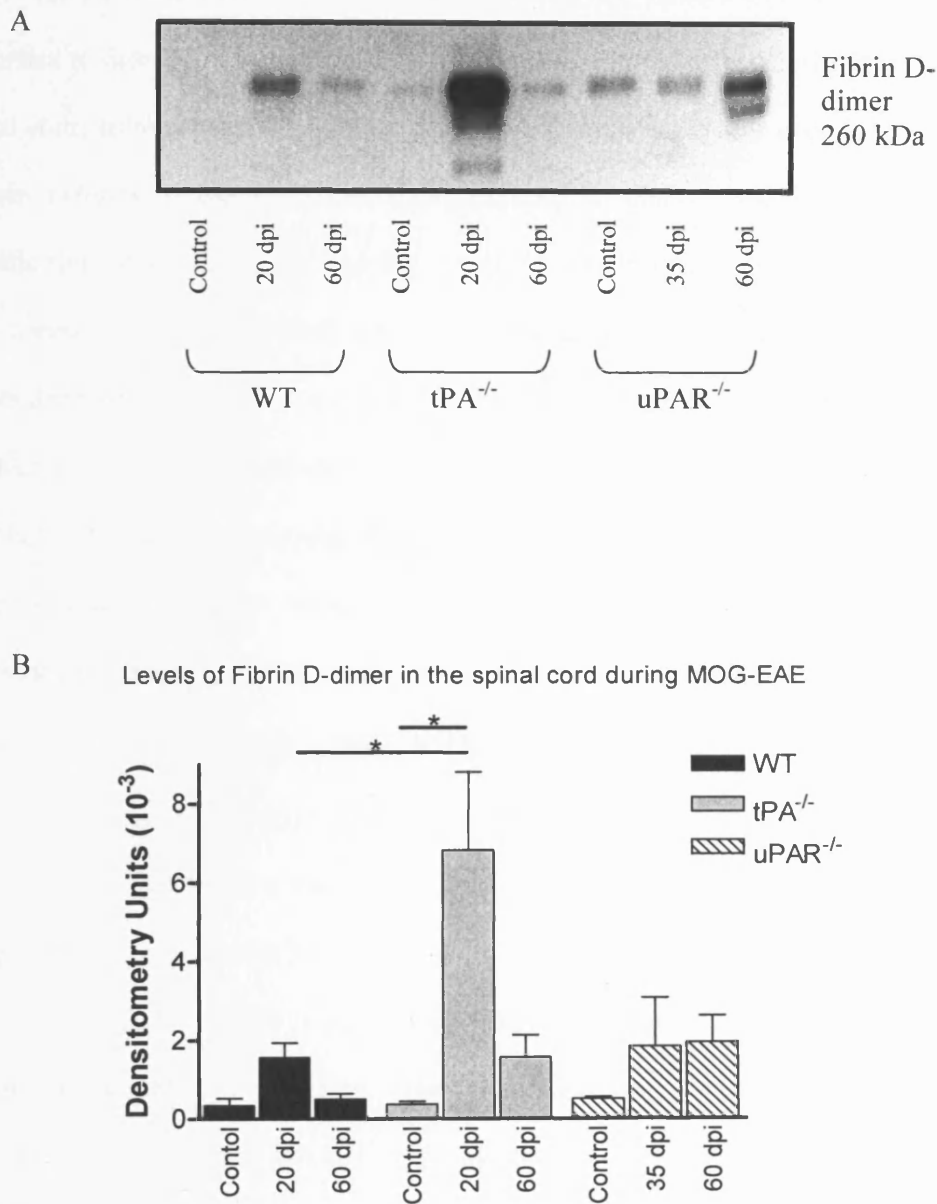 A
Fibrin D-
dimer
260 kDa
Control
20 dpi
60 dpi
Control
20 dpi
60 dpi
Control
35 dpi
60 dpi
WT
tPA-/-
uPAR-/-
B
Levels of Fibrin D-dimer in the spinal cord during MOG-EAE
*
*
WT
tPA-/-
uPAR-/-
Densitometry Units (10-3)
8
6
4
2
0
Contol
20 dpi
60 dpi
Control
20 dpi
60 dpi
Control
35 dpi
60 dpi